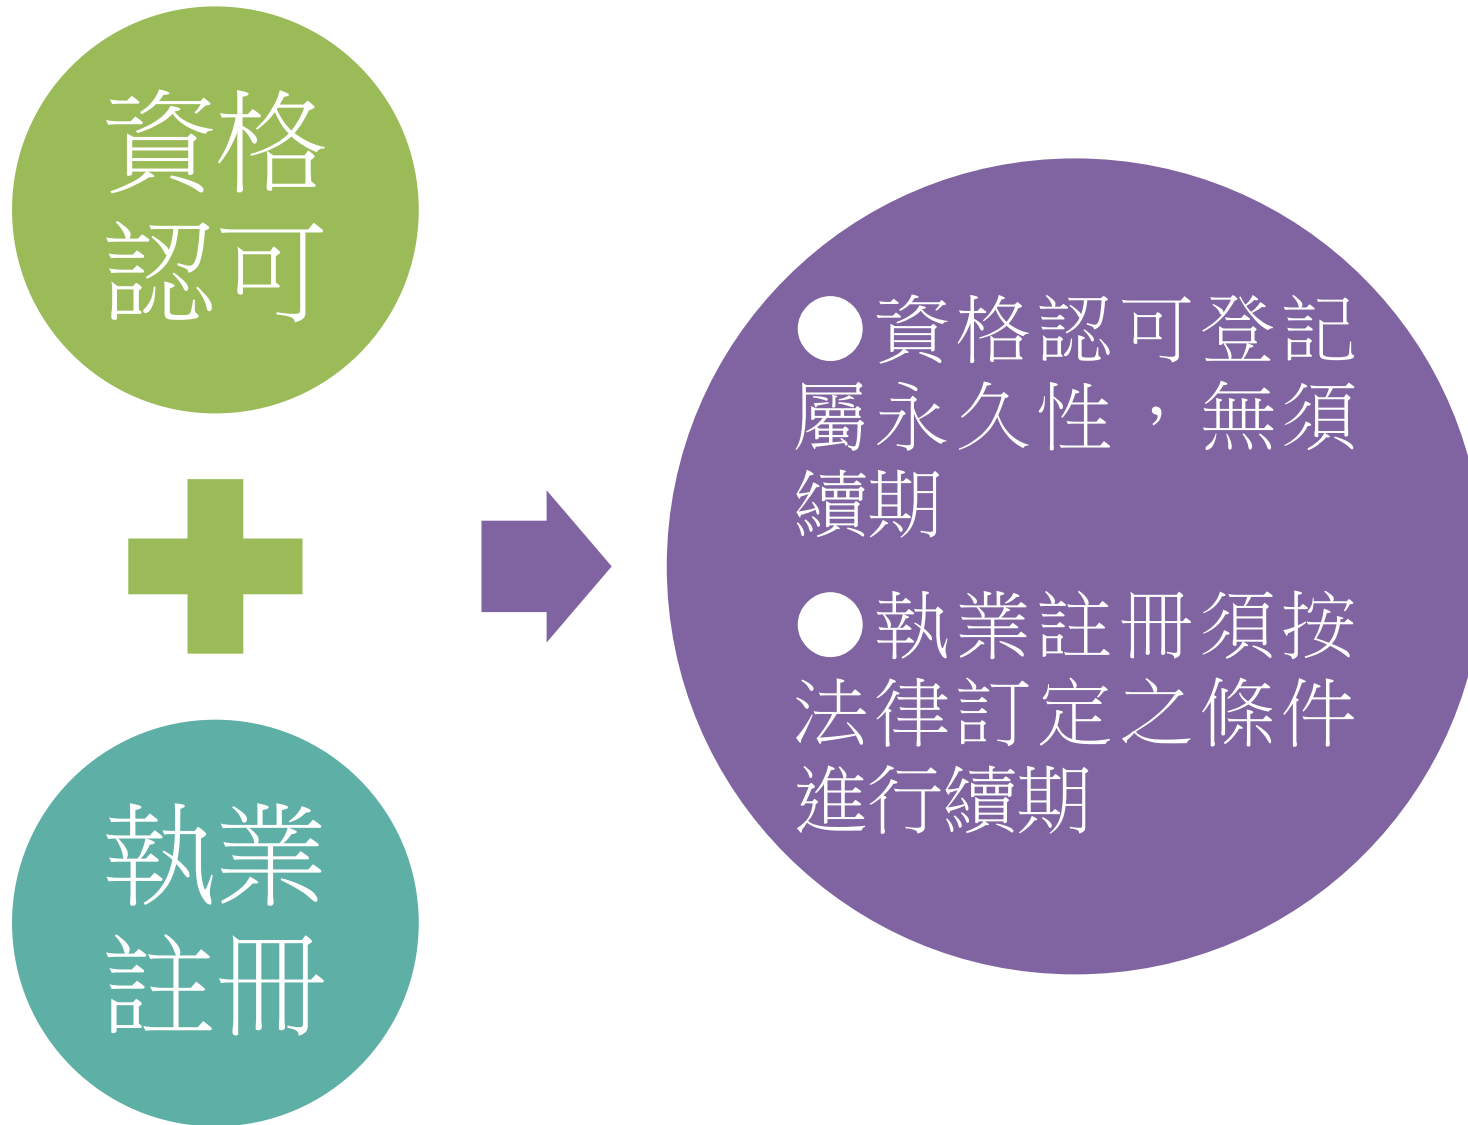 資格
認可
執業
註冊
●資格認可登記
屬永久性，無須
續期
●執業註冊須按
法律訂定之條件
進行續期